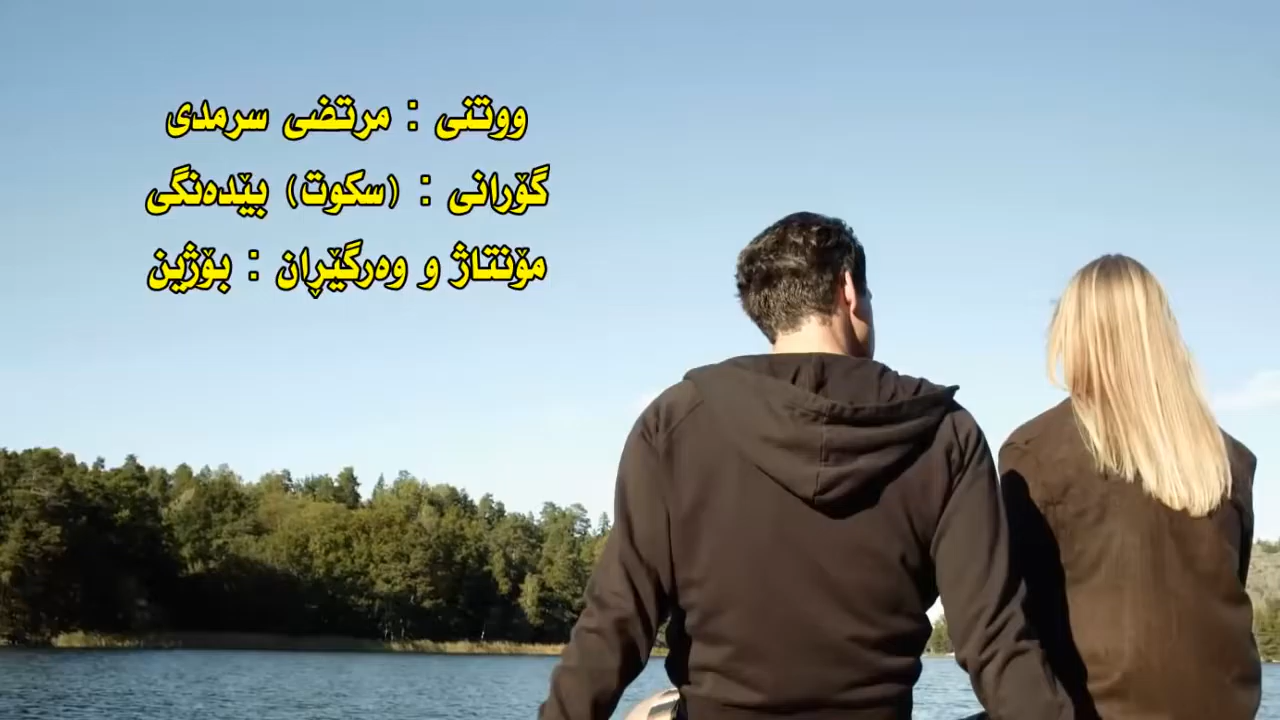 ووتنی : مرتضی سرمدی
گۆرانی : (سکوت) بێدەنگی
مۆنتاژ و وەرگێڕان : بۆژین